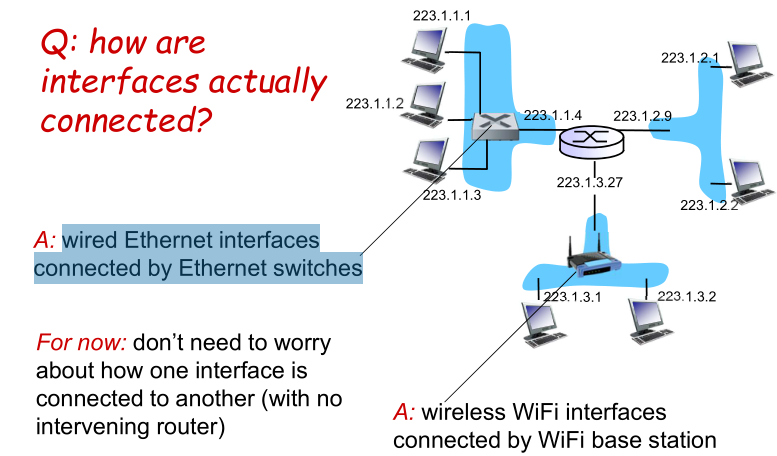 Q: how are
interfaces actually
connected?
223.1.1.1
223.1.1.2
223.1.1.3
223.1.1.4
223.1.2.9
223.1.2.1
223.1.2.2
223.1.3.27
223.1.3.1
223.1.3.2
A: wired Ethernet interfaces
connected by Ethernet switches
For now: don’t need to worry
about how one interface is
connected to another (with no
intervening router)
A: wireless WiFi interfaces
connected by WiFi base station